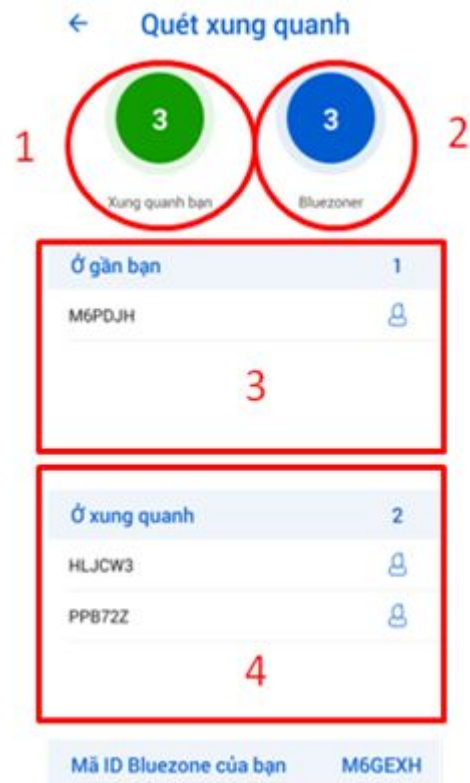 ← Quét xung quanh
1
3
3
2
Xung quanh bạn
Bluezoner
Ở gần bạn 1
M6PDJH
3
Ở xung quanh 2
HLJCW3
PPB72Z
4
Mã ID Bluezone của bạn M6GEXH